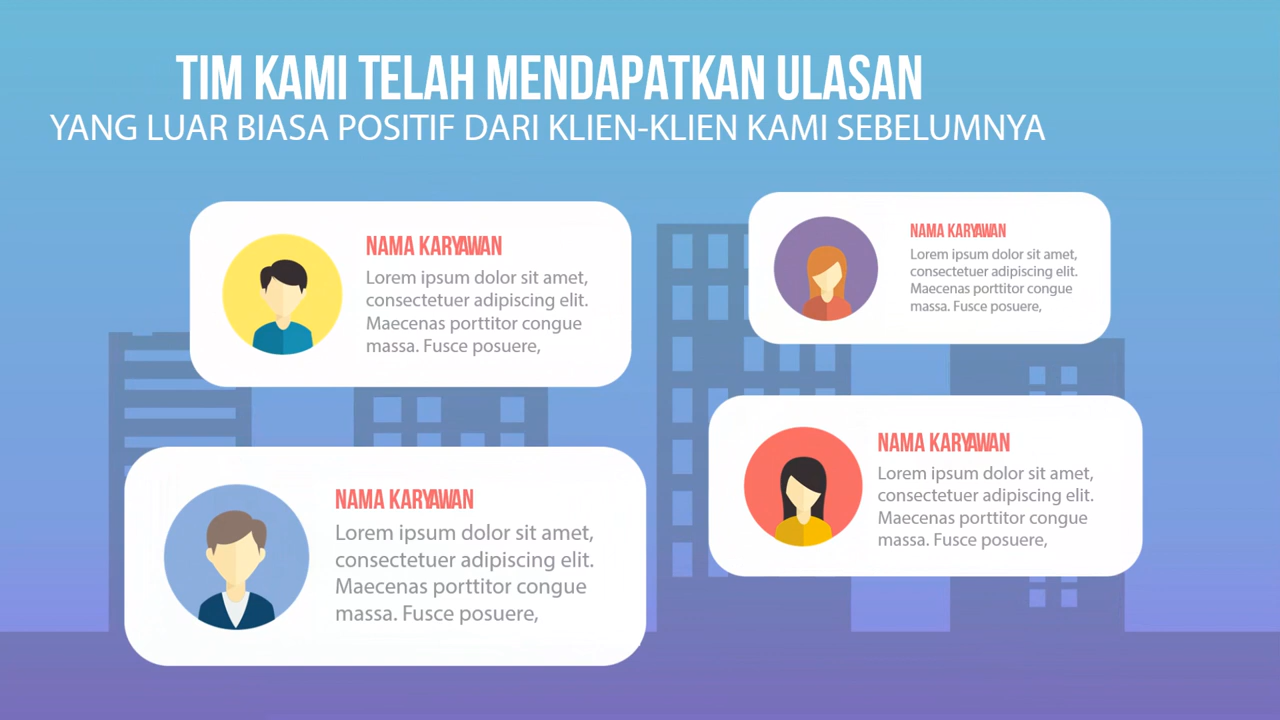 TIM KAMI TELAH MENDAPATKAN ULASAN
YANG LUAR BIASA POSITIF DARI KLIEN-KLIEN KAMI SEBELUMNYA
NAMA KARYAWAN
Lorem ipsum dolor sit amet,
consectetuer adipiscing elit.
Maecenas porttitor congue
massa. Fusce posuere,
NAMA KARYAWAN
Lorem ipsum dolor sit amet,
consectetuer adipiscing elit.
Maecenas porttitor congue
massa. Fusce posuere,
NAMA KARYAWAN
Lorem ipsum dolor sit amet,
consectetuer adipiscing elit.
Maecenas porttitor congue
massa. Fusce posuere,
NAMA KARYAWAN
Lorem ipsum dolor sit amet,
consectetuer adipiscing elit.
Maecenas porttitor congue
massa. Fusce posuere,